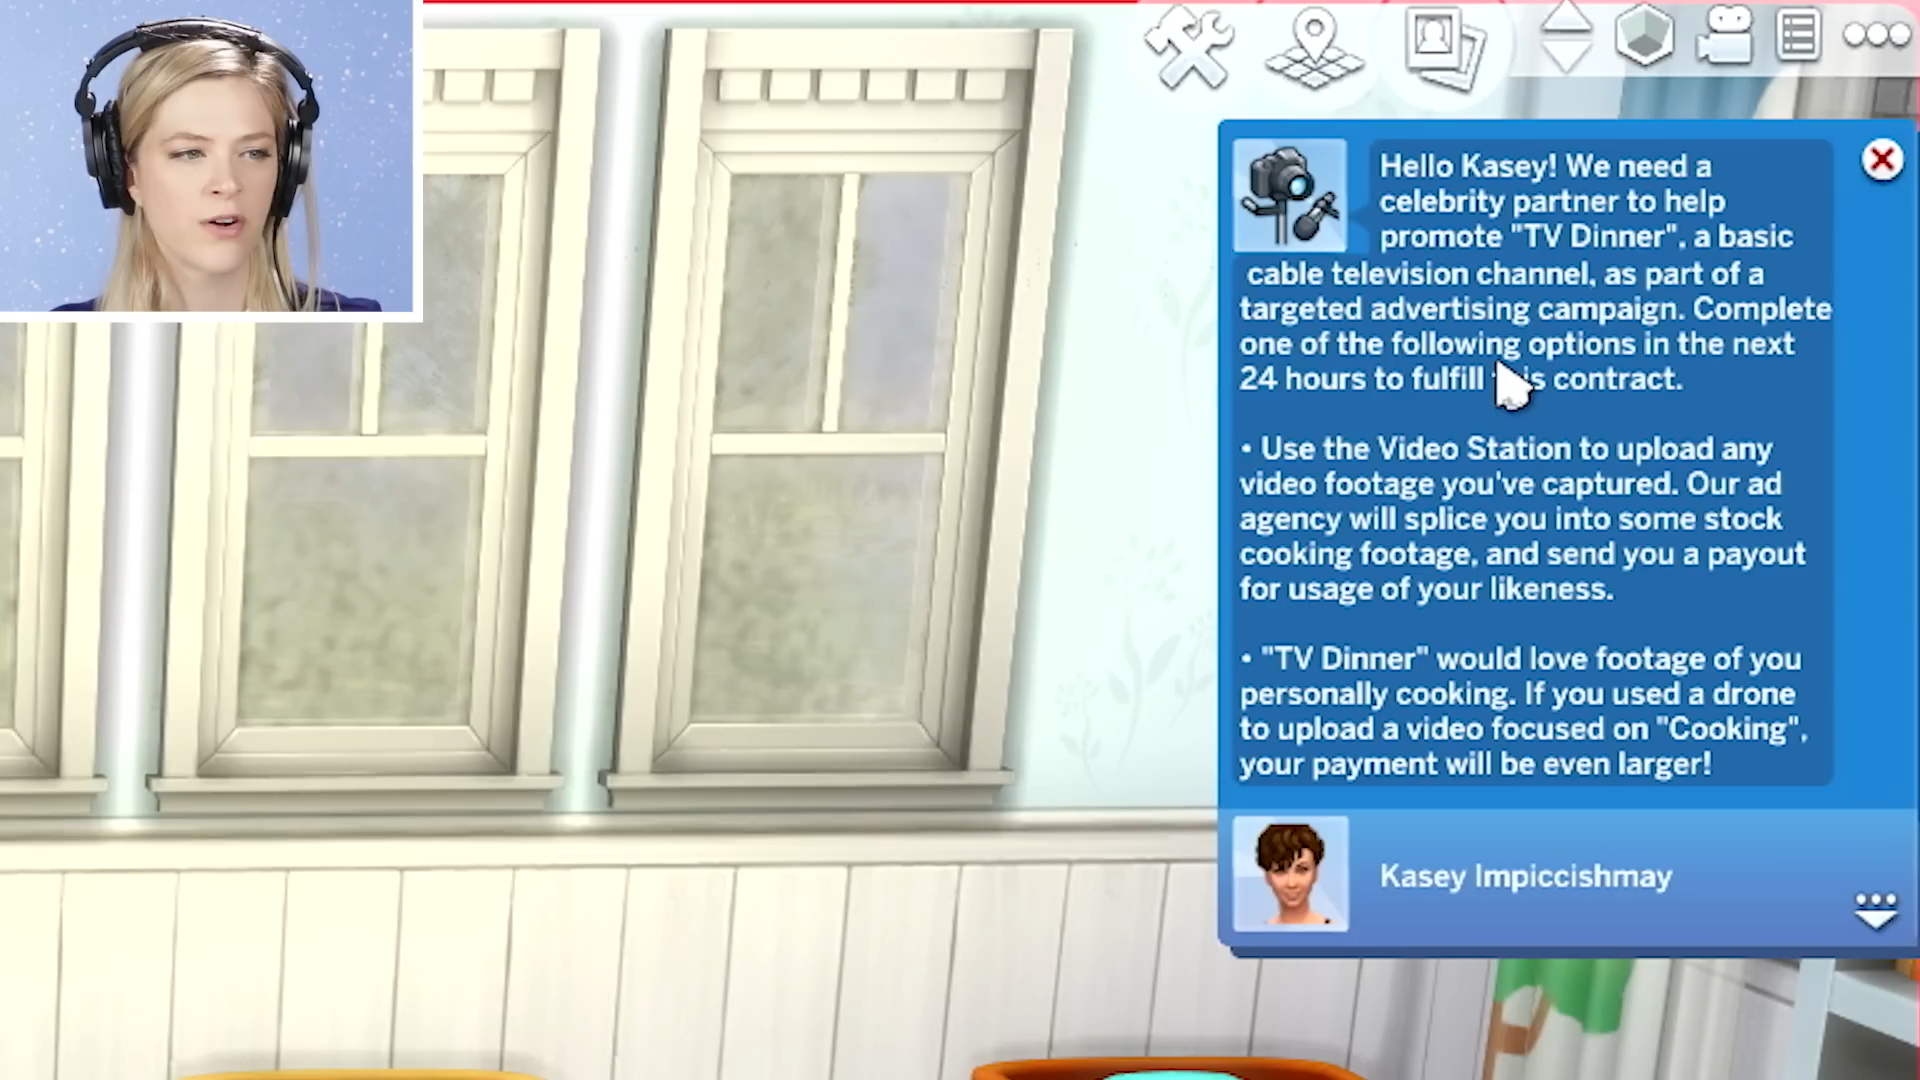 Hello Kasey! We need a
celebrity partner to help
promote "TV Dinner", a basic
cable television channel, as part of a
targeted advertising campaign. Complete
one of the following options in the next
24 hours to fulfill this contract.
• Use the Video Station to upload any
video footage you've captured. Our ad
agency will splice you into some stock
cooking footage, and send you a payout
for usage of your likeness.
• "TV Dinner" would love footage of you
personally cooking. If you used a drone
to upload a video focused on "Cooking",
your payment will be even larger!
Kasey Impiccishmay